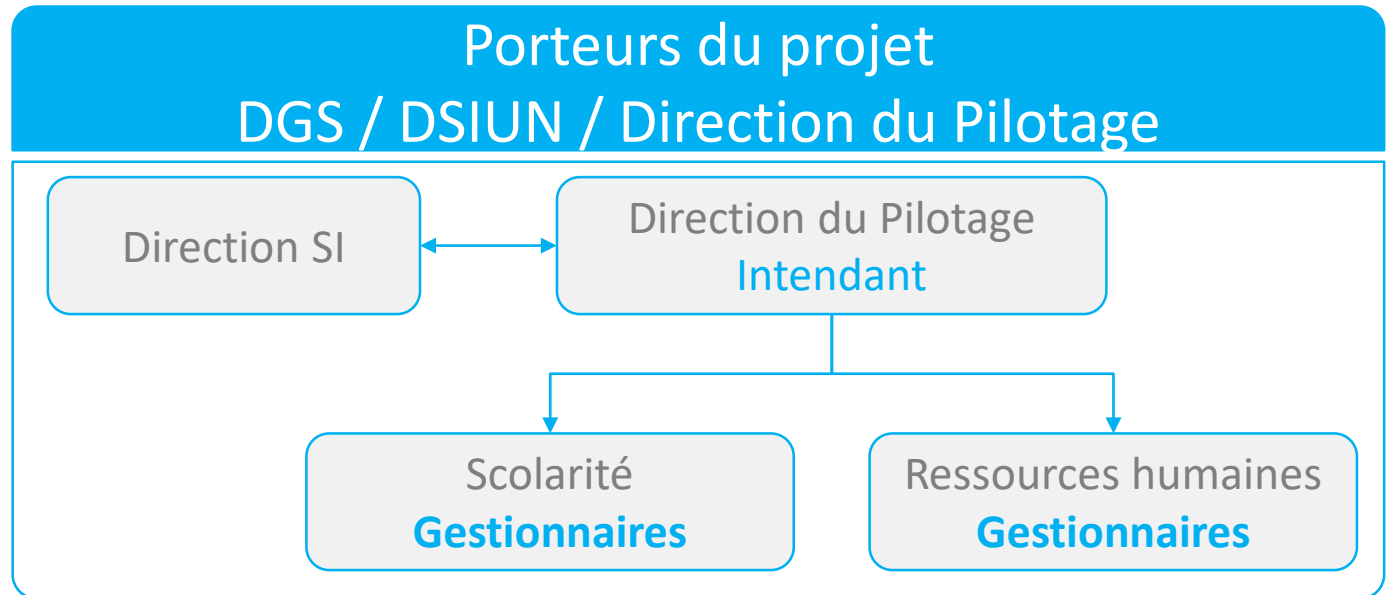 Porteurs du projet
DGS / DSIUN / Direction du Pilotage
Direction SI
Direction du Pilotage
Intendant
Scolarité
Gestionnaires
Ressources humaines
Gestionnaires